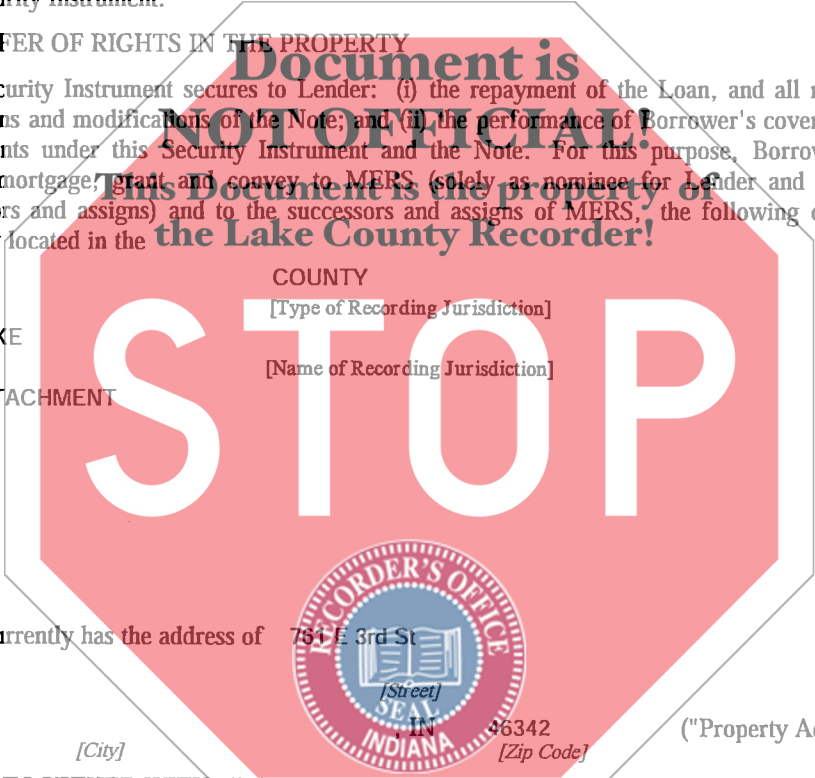 urity Instrument.
FER OF RIGHTS IN THE PROPERTY
Document is
curity Instrument secures to Lender: (i) the repayment of the Loan, and all
ns and modifications of the Note; and (ii) the performance of Borrower's cover
NOT OFFICIAL!
nts under this Security Instrument and the Note. For this purpose, Borrov
mortgage, grant and convey to MERS (solely as nominee for Lender and
This Document is the property of
rs and assigns) and to the successors and assigns of MERS, the following
located in the
the Lake County Recorder!
COUNTY
[Type of Recording Jurisdiction]
KE
[Name of Recording Jurisdiction]
TACHMENT
STOP
RECORDER'S OFFICE
urrently has the address of 761 E 3rd St
[Street]
SEAL
, IN 46342 ("Property Ad
INDIANA
[City] [Zip Code]